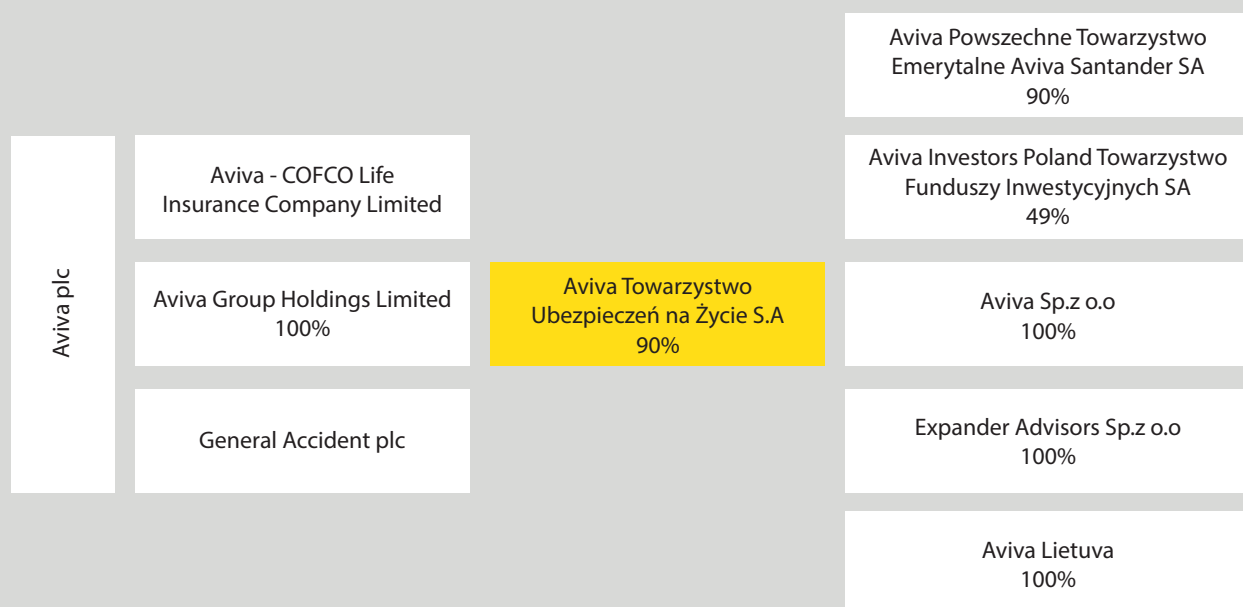 Aviva plc
Aviva - COFCO Life
Insurance Company Limited
Aviva Group Holdings Limited
100%
General Accident plc
Aviva Towarzystwo
Ubezpieczeń na Życie S.A
90%
Aviva Powszechne Towarzystwo
Emerytalne Aviva Santander SA
90%
Aviva Investors Poland Towarzystwo
Funduszy Inwestycyjnych SA
49%
Aviva Sp.z o.o
100%
Expander Advisors Sp.z o.o
100%
Aviva Lietuva
100%